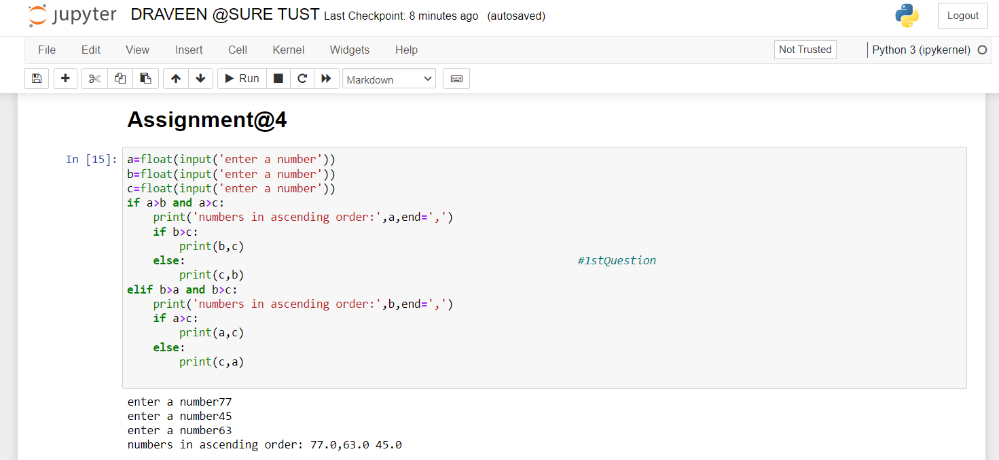 jupyter DRAVEEN @SURE TUST Last Checkpoint: 8 minutes ago (autosaved) Logout
File Edit View Insert Cell Kernel Widgets Help Not Trusted Python 3 (ipykernel)
Run Markdown
Assignment@4
In [15]: a=float(input('enter a number'))
b=float(input('enter a number'))
c=float(input('enter a number'))
if a>b and a>c:
    print('numbers in ascending order:',a,end=',')
    if b>c:
        print(b,c)
    else: #1stQuestion
        print(c,b)
elif b>a and b>c:
    print('numbers in ascending order:',b,end=',')
    if a>c:
        print(a,c)
    else:
        print(c,a)
enter a number77
enter a number45
enter a number63
numbers in ascending order: 77.0,63.0 45.0